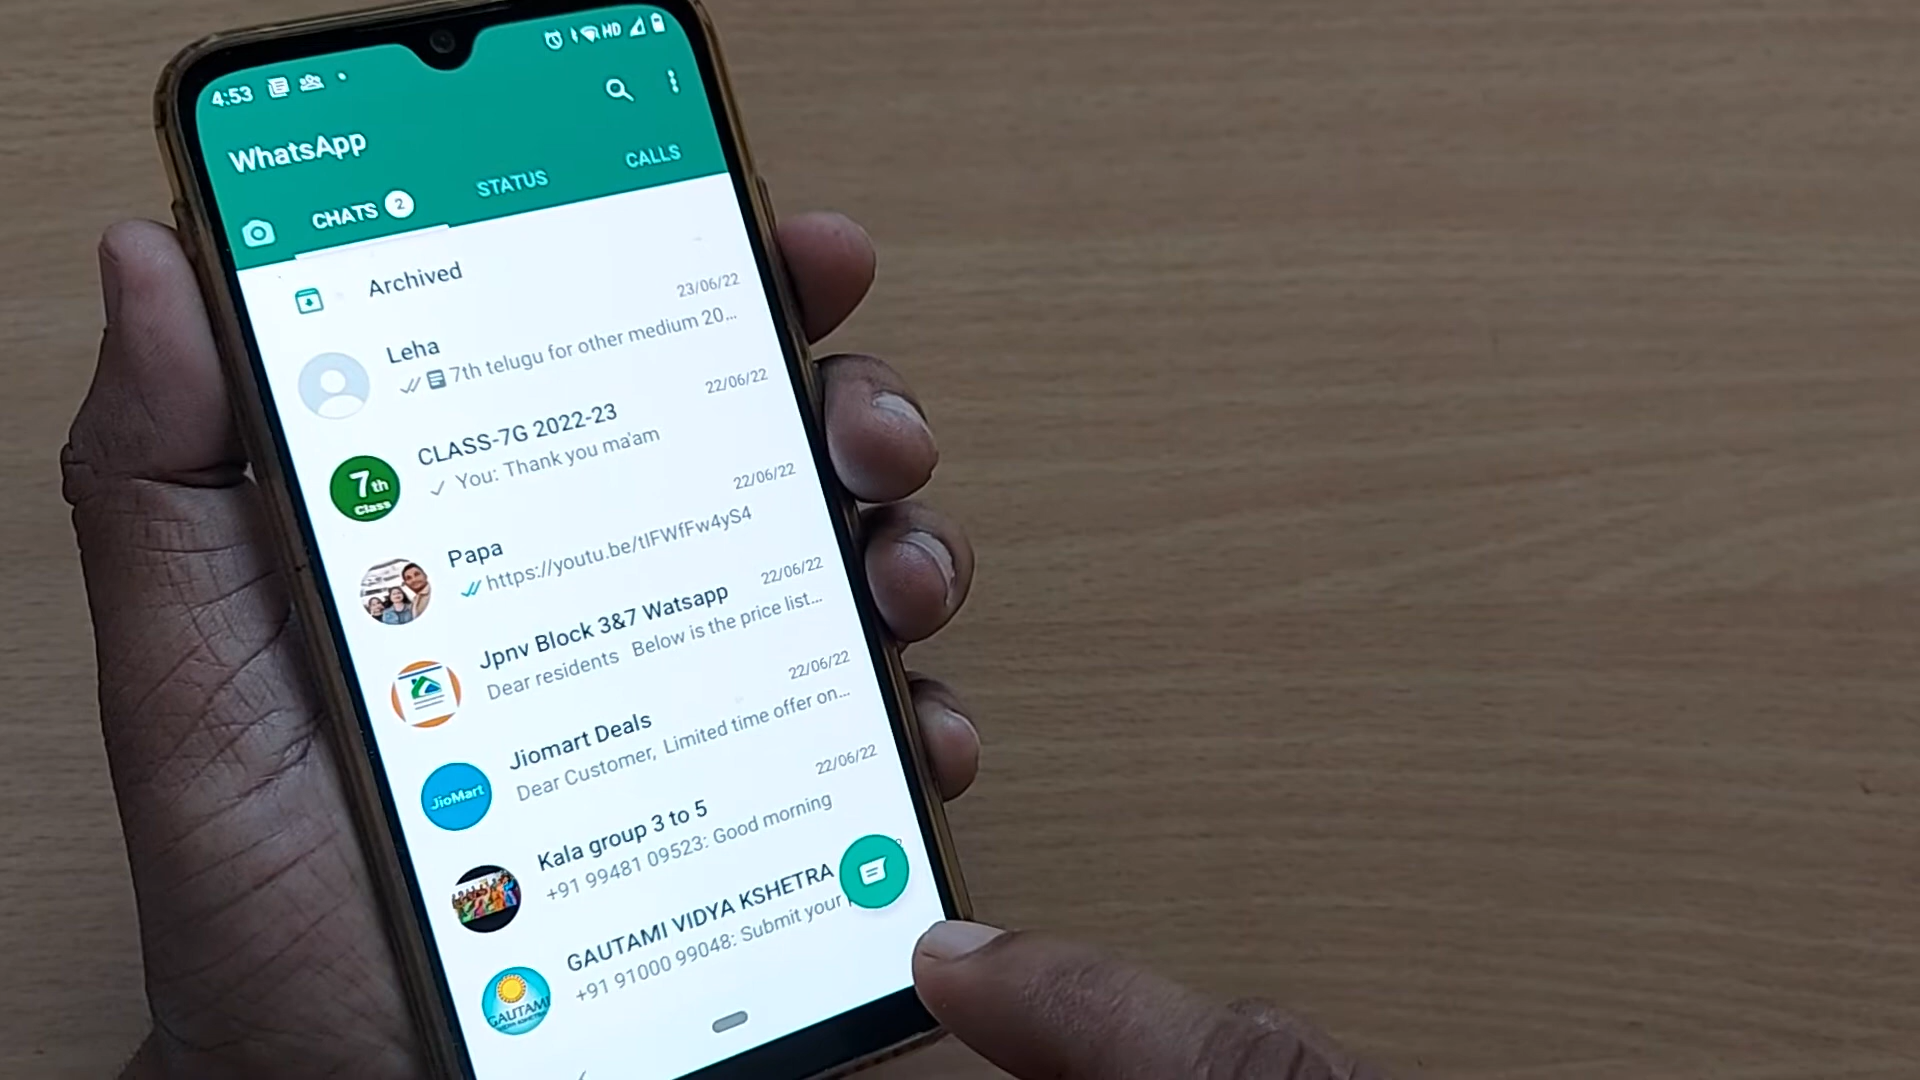 4:53 HD
WhatsApp
CHATS 2 STATUS CALLS
Archived
Leha 23/06/22
7th telugu for other medium 20...
CLASS-7G 2022-23 22/06/22
You: Thank you ma'am
7th
Class
Papa 22/06/22
https://youtu.be/tIFWfFw4yS4
Jpnv Block 3&7 Watsapp 22/06/22
Dear residents Below is the price list...
Jiomart Deals 22/06/22
Dear Customer, Limited time offer on...
JioMart
Kala group 3 to 5 22/06/22
+91 99481 09523: Good morning
GAUTAMI VIDYA KSHETRA
+91 91000 99048: Submit your
GAUTAMI